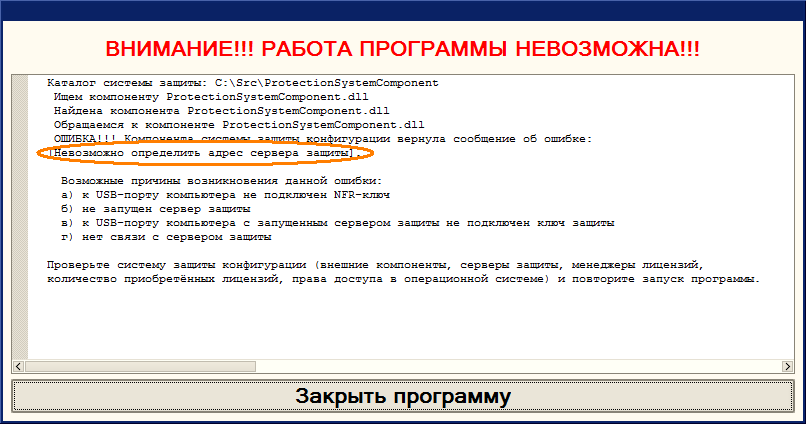 ВНИМАНИЕ!!! РАБОТА ПРОГРАММЫ НЕВОЗМОЖНА!!!
Каталог системы защиты: C:\Src\ProtectionSystemComponent
Ищем компоненту ProtectionSystemComponent.dll
Найдена компонента ProtectionSystemComponent.dll
Обращаемся к компоненте ProtectionSystemComponent.dll
ОШИБКА!!! Компонента системы защиты конфигурации вернула сообщение об ошибке:
[Невозможно определить адрес сервера защиты].
Возможные причины возникновения данной ошибки:
а) к USB-порту компьютера не подключен NFR-ключ
б) не запущен сервер защиты
в) к USB-порту компьютера с запущенным сервером защиты не подключен ключ защиты
г) нет связи с сервером защиты
Проверьте систему защиты конфигурации (внешние компоненты, серверы защиты, менеджеры лицензий,
количество приобретённых лицензий, права доступа в операционной системе) и повторите запуск программы.
Закрыть программу